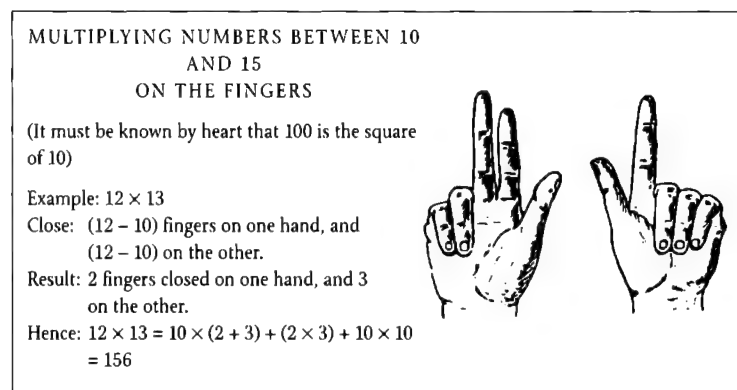 MULTIPLYING NUMBERS BETWEEN 10
AND 15
ON THE FINGERS
(It must be known by heart that 100 is the square
of 10)
Example: 12 × 13
Close: (12 – 10) fingers on one hand, and
(12 – 10) on the other.
Result: 2 fingers closed on one hand, and 3
on the other.
Hence: 12 × 13 = 10 × (2 + 3) + (2 × 3) + 10 × 10
= 156